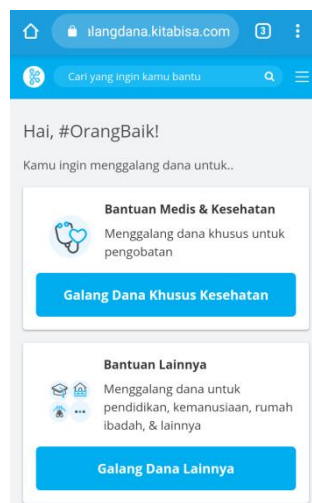 ılangdana.kitabisa.com
3
Cari yang ingin kamu bantu
Hai, #OrangBaik!
Kamu ingin menggalang dana untuk..
Bantuan Medis & Kesehatan
Menggalang dana khusus untuk
pengobatan
Galang Dana Khusus Kesehatan
Bantuan Lainnya
Menggalang dana untuk
pendidikan, kemanusiaan, rumah
ibadah, & lainnya
Galang Dana Lainnya